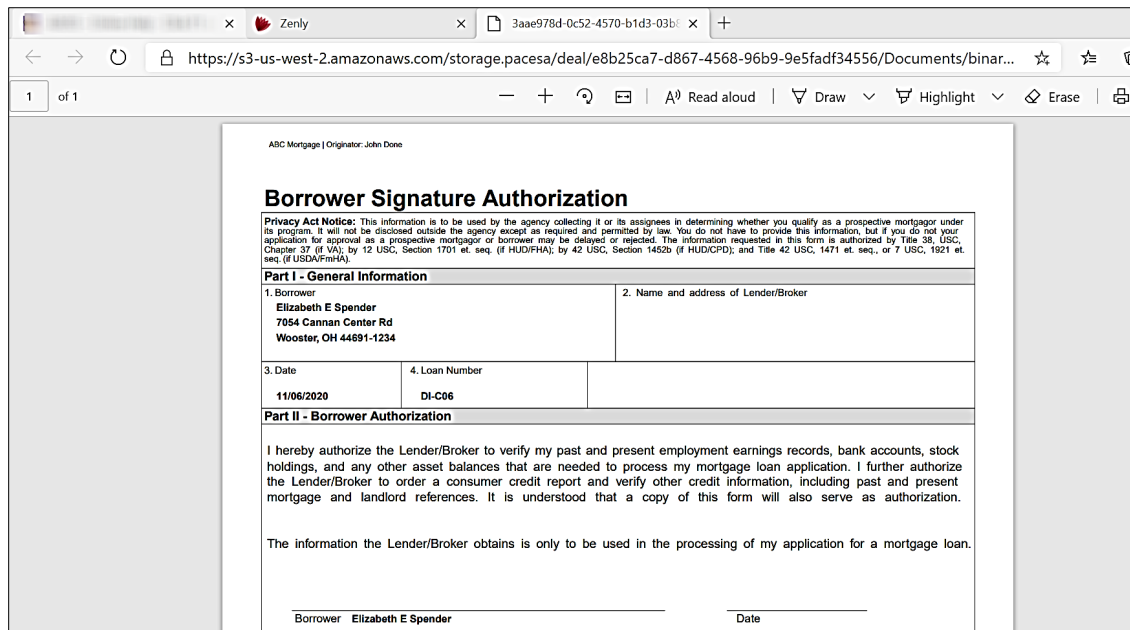 Zenly
3aae978d-0c52-4570-b1d3-03b8
https://s3-us-west-2.amazonaws.com/storage.pacesa/deal/e8b25ca7-d867-4568-96b9-9e5fadf34556/Documents/binar...
1 of 1
Read aloud
Draw
Highlight
Erase
ABC Mortgage | Originator: John Done
Borrower Signature Authorization
Privacy Act Notice: This information is to be used by the agency collecting it or its assignees in determining whether you qualify as a prospective mortgagor under
its program. It will not be disclosed outside the agency except as required and permitted by law. You do not have to provide this information, but if you do not your
application for approval as a prospective mortgagor or borrower may be delayed or rejected. The information requested in this form is authorized by Title 38, USC,
Chapter 37 (if VA); by 12 USC, Section 1701 et. seq. (if HUD/FHA); by 42 USC, Section 1452b (if HUD/CPD); and Title 42 USC, 1471 et. seq., or 7 USC, 1921 et.
seq. (if USDA/FmHA).
Part I - General Information
1. Borrower
Elizabeth E Spender
7054 Cannan Center Rd
Wooster, OH 44691-1234
2. Name and address of Lender/Broker
3. Date
11/06/2020
4. Loan Number
DI-C06
Part II - Borrower Authorization
I hereby authorize the Lender/Broker to verify my past and present employment earnings records, bank accounts, stock
holdings, and any other asset balances that are needed to process my mortgage loan application. I further authorize
the Lender/Broker to order a consumer credit report and verify other credit information, including past and present
mortgage and landlord references. It is understood that a copy of this form will also serve as authorization.
The information the Lender/Broker obtains is only to be used in the processing of my application for a mortgage loan.
Borrower Elizabeth E Spender
Date